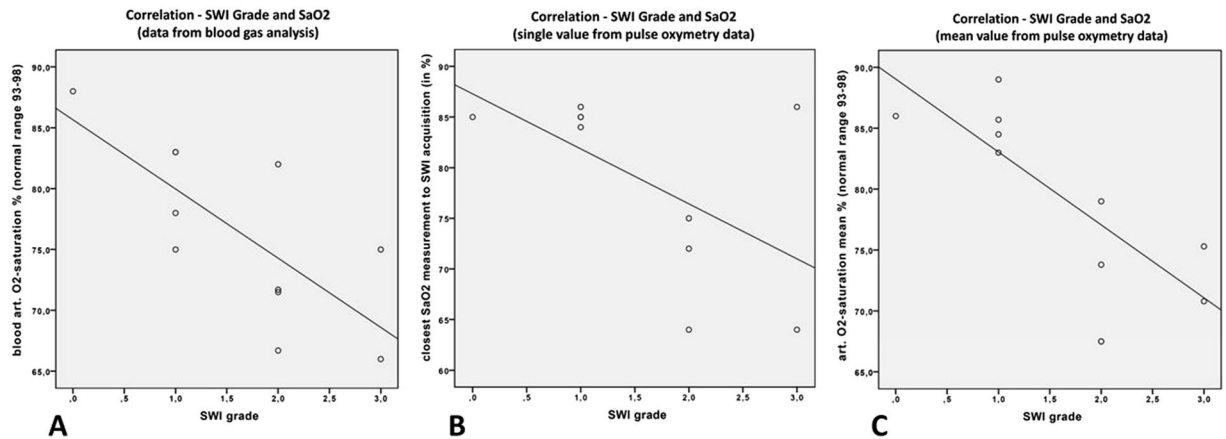 Correlation - SWI Grade and SaO2
(data from blood gas analysis)
blood art. O2-saturation % (normal range 93-98)
90,0
85,0
80,0
75,0
70,0
65,0
,0
,5
1,0
1,5
2,0
2,5
3,0
SWI grade
A
Correlation - SWI Grade and SaO2
(single value from pulse oxymetry data)
closest SaO2 measurement to SWI acquisition (in %)
90
85
80
75
70
65
60
,0
,5
1,0
1,5
2,0
2,5
3,0
SWI grade
B
Correlation - SWI Grade and SaO2
(mean value from pulse oxymetry data)
art. O2-saturation mean % (normal range 93-98)
90,0
85,0
80,0
75,0
70,0
65,0
,0
,5
1,0
1,5
2,0
2,5
3,0
SWI grade
C